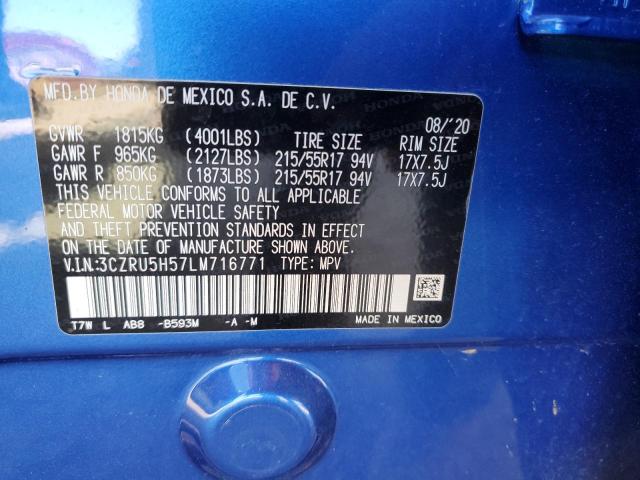 MFD.BY HONDA DE MEXICO S.A. DE C.V.
08/'20
GVWR 1815KG (4001LBS) TIRE SIZE RIM SIZE
GAWR F 965KG (2127LBS) 215/55R17 94V 17X7.5J
GAWR R 850KG (1873LBS) 215/55R17 94V 17X7.5J
THIS VEHICLE CONFORMS TO ALL APPLICABLE
FEDERAL MOTOR VEHICLE SAFETY
AND THEFT PREVENTION STANDARDS IN EFFECT
ON THE DATE OF MANUFACTURE SHOWN ABOVE.
V.I.N:3CZRU5H57LM716771 TYPE: MPV
T7W L AB8 -B593M -A -M MADE IN MEXICO